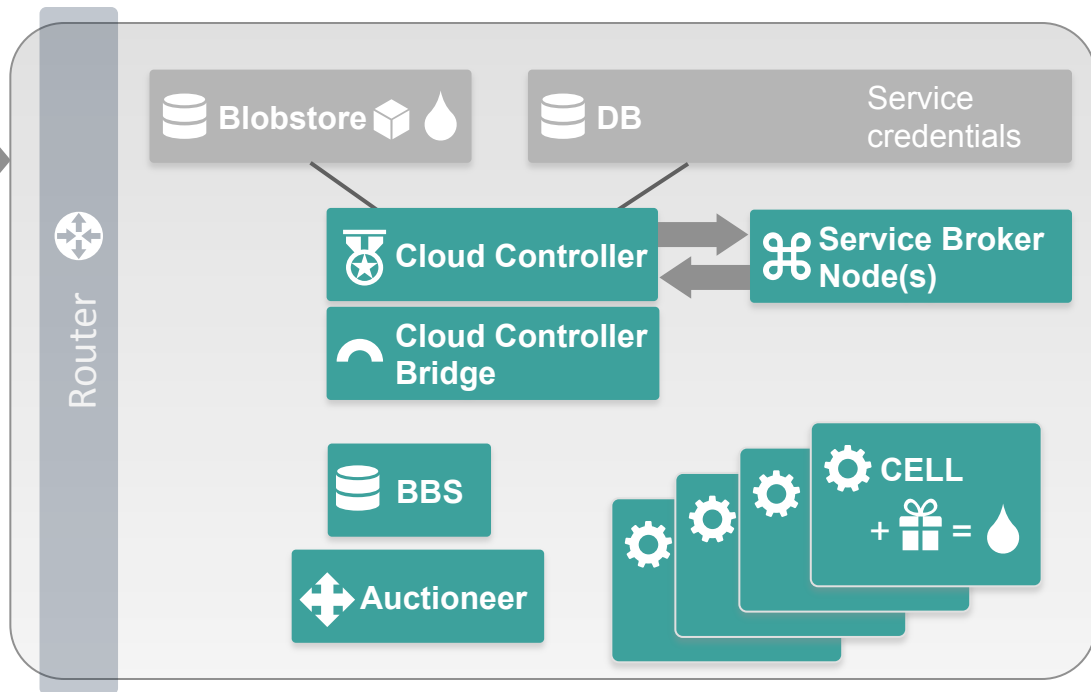 Router
Blobstore
DB
Service
credentials
Cloud Controller
Service Broker
Node(s)
Cloud Controller
Bridge
BBS
Auctioneer
CELL
+ =